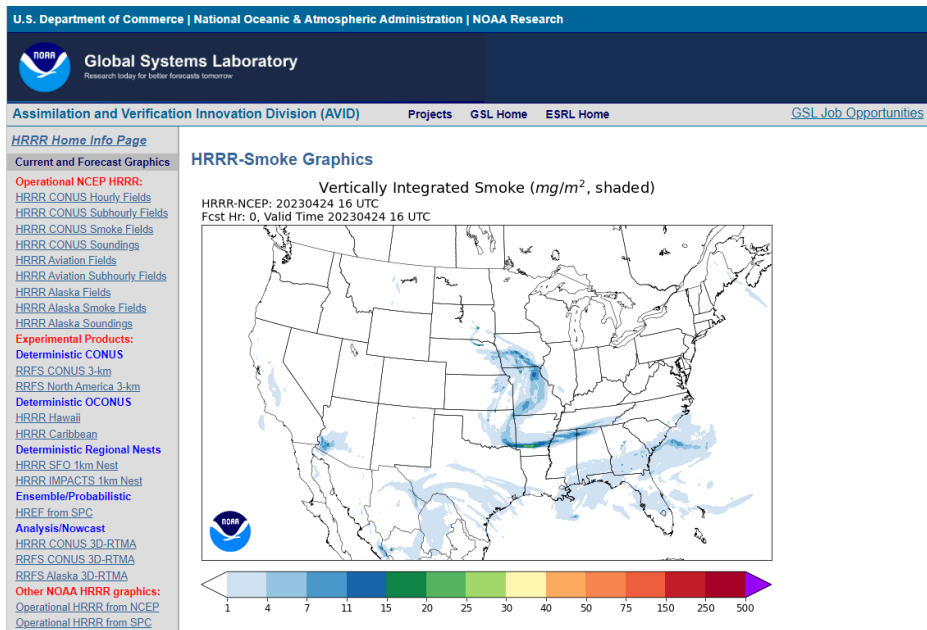 U.S. Department of Commerce | National Oceanic & Atmospheric Administration | NOAA Research
NOAA
Global Systems Laboratory
Research today for better forecasts tomorrow
Assimilation and Verification Innovation Division (AVID) Projects GSL Home ESRL Home GSL Job Opportunities
HRRR Home Info Page
Current and Forecast Graphics
Operational NCEP HRRR:
HRRR CONUS Hourly Fields
HRRR CONUS Subhourly Fields
HRRR CONUS Smoke Fields
HRRR CONUS Soundings
HRRR Aviation Fields
HRRR Aviation Subhourly Fields
HRRR Alaska Fields
HRRR Alaska Smoke Fields
HRRR Alaska Soundings
Experimental Products:
Deterministic CONUS
RRFS CONUS 3-km
RRFS North America 3-km
Deterministic OCONUS
HRRR Hawaii
HRRR Caribbean
Deterministic Regional Nests
HRRR SFO 1km Nest
HRRR IMPACTS 1km Nest
Ensemble/Probabilistic
HREF from SPC
Analysis/Nowcast
HRRR CONUS 3D-RTMA
RRFS CONUS 3D-RTMA
RRFS Alaska 3D-RTMA
Other NOAA HRRR graphics:
Operational HRRR from NCEP
Operational HRRR from SPC
HRRR-Smoke Graphics
Vertically Integrated Smoke (mg/m², shaded)
HRRR-NCEP: 20230424 16 UTC
Fcst Hr: 0, Valid Time 20230424 16 UTC
NOAA
1 4 7 11 15 20 25 30 40 50 75 150 250 500